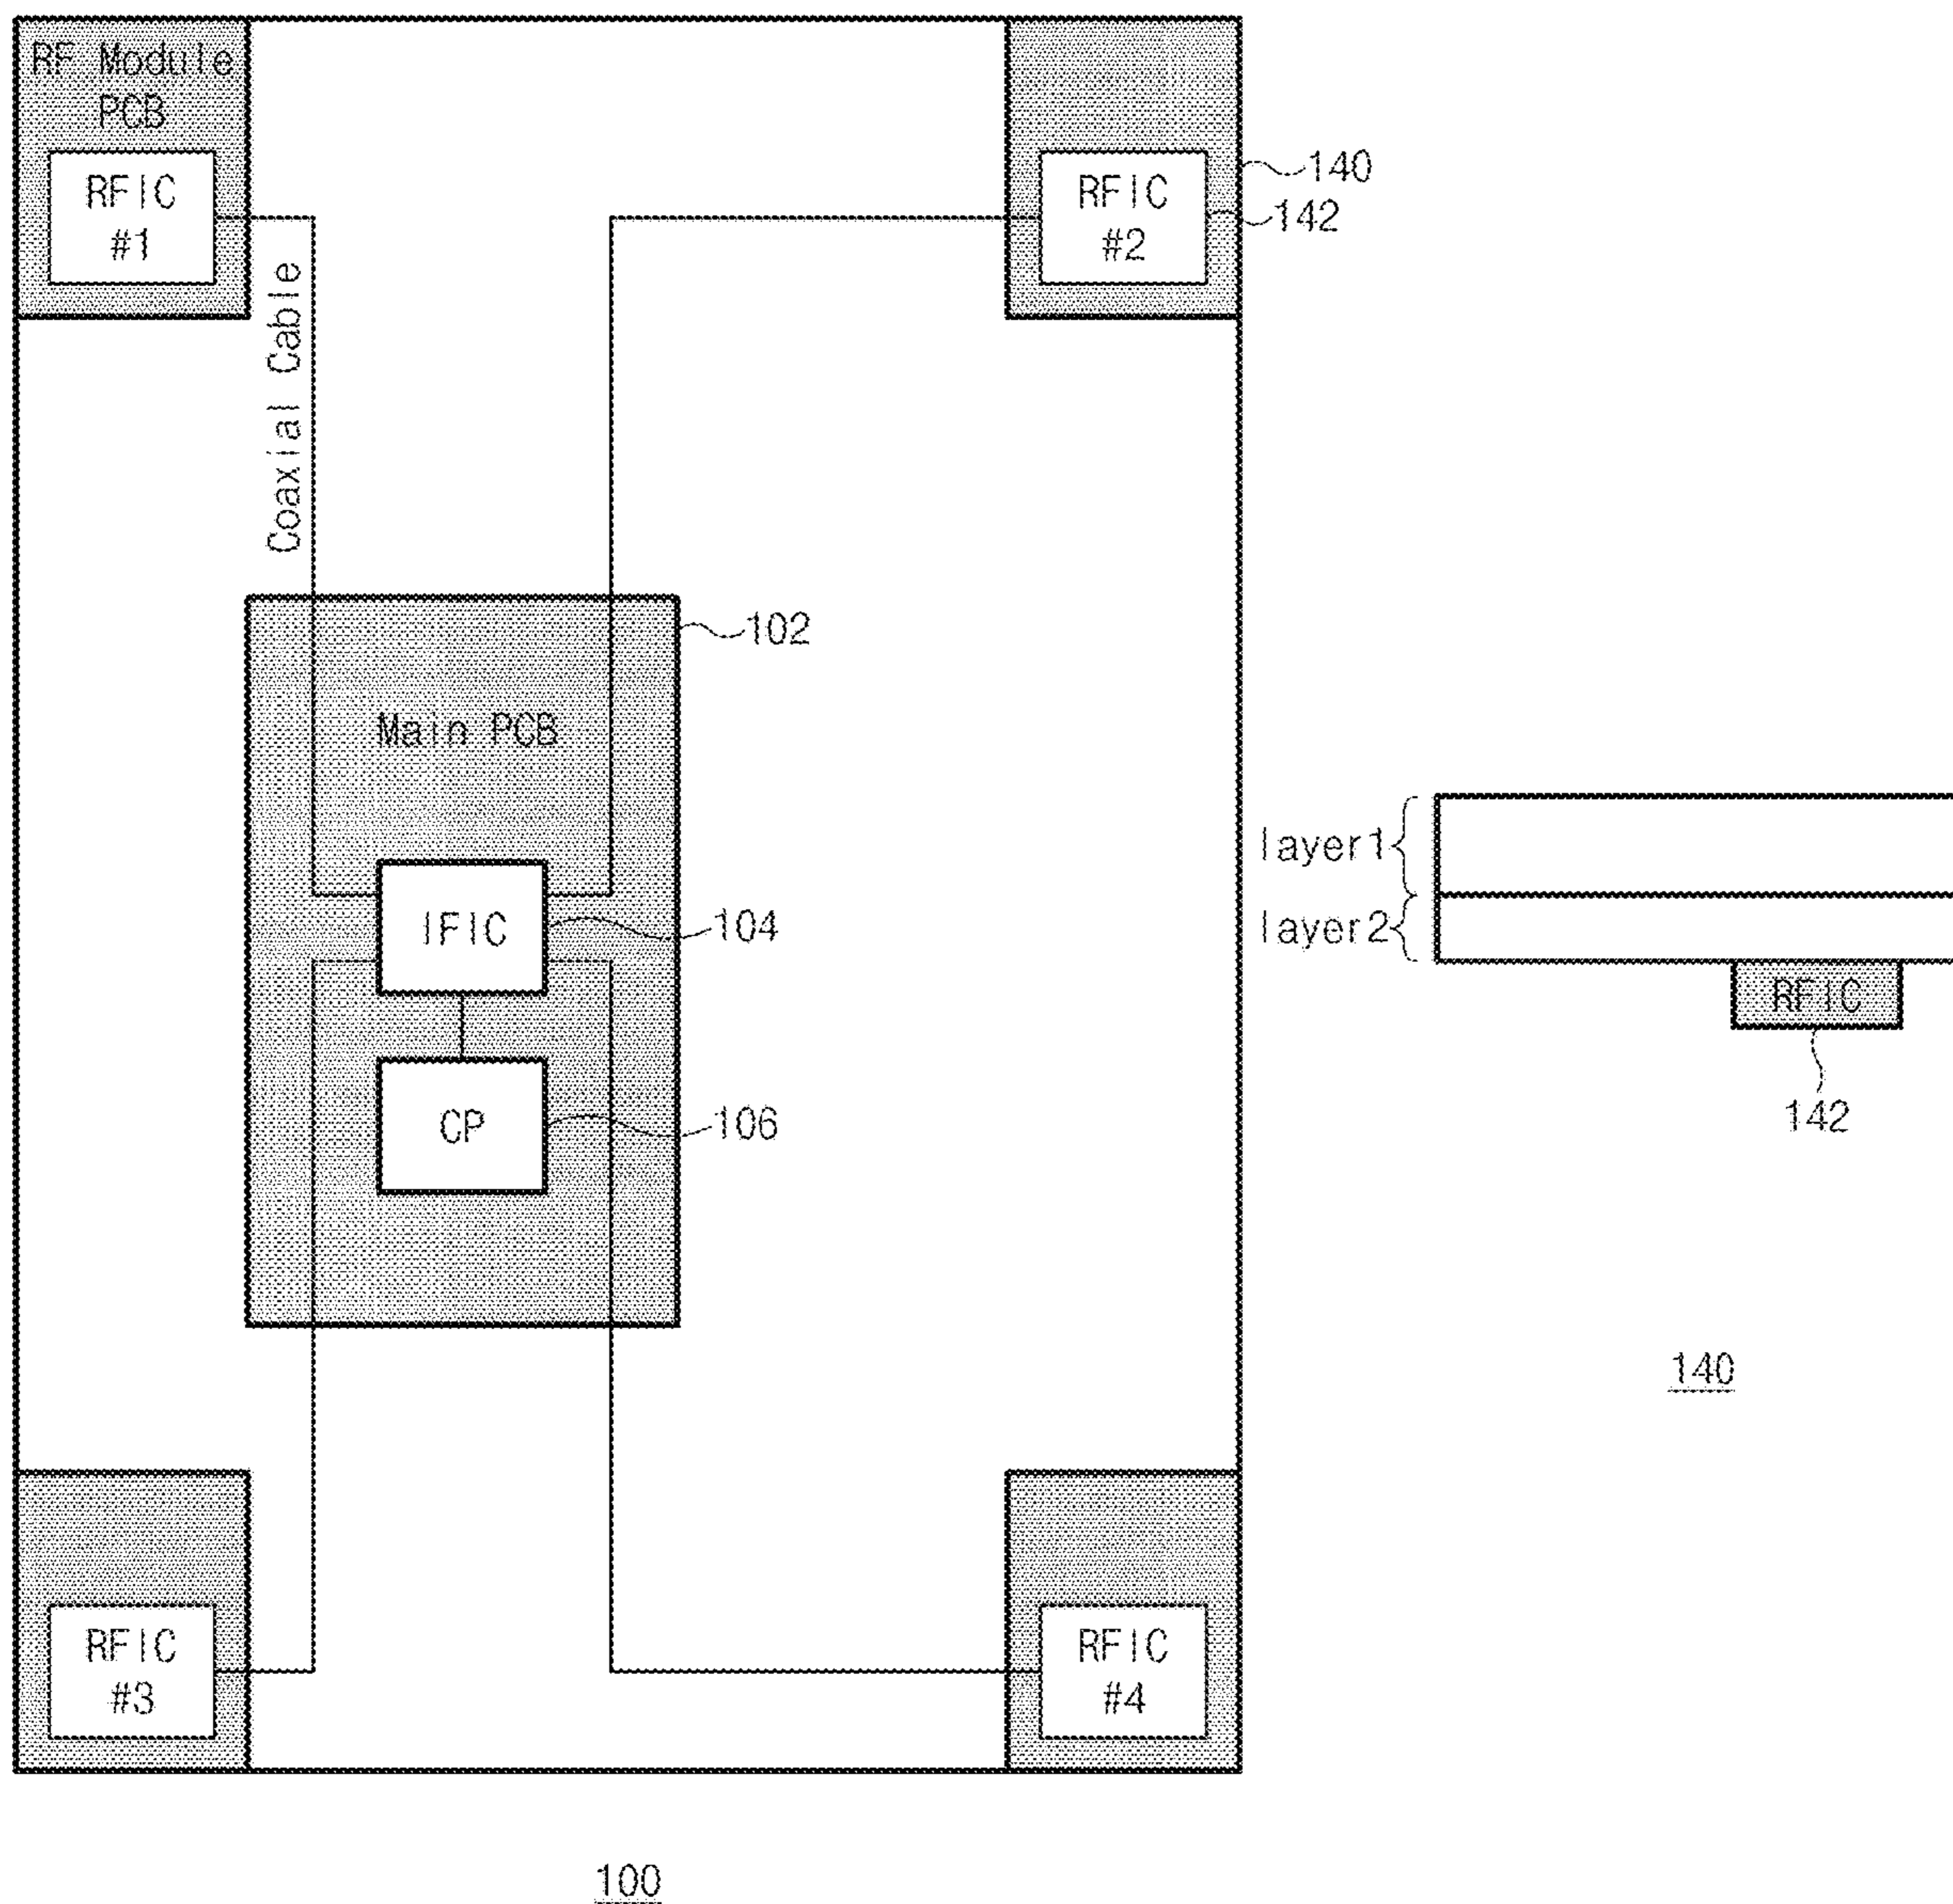 RF Module
PCB
RFIC
#1
RFIC
#2
140
142
Coaxial Cable
102
Main PCB
IFIC
104
CP
106
layer1
layer2
RFIC
142
140
RFIC
#3
RFIC
#4
100